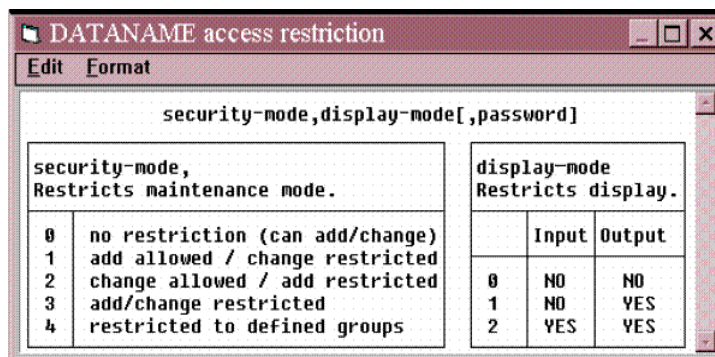 DATANAME access restriction
Edit Format
security-mode,display-mode[,password]
security-mode,
Restricts maintenance mode.
0 no restriction (can add/change)
1 add allowed / change restricted
2 change allowed / add restricted
3 add/change restricted
4 restricted to defined groups
display-mode
Restricts display.
Input Output
0 NO NO
1 NO YES
2 YES YES